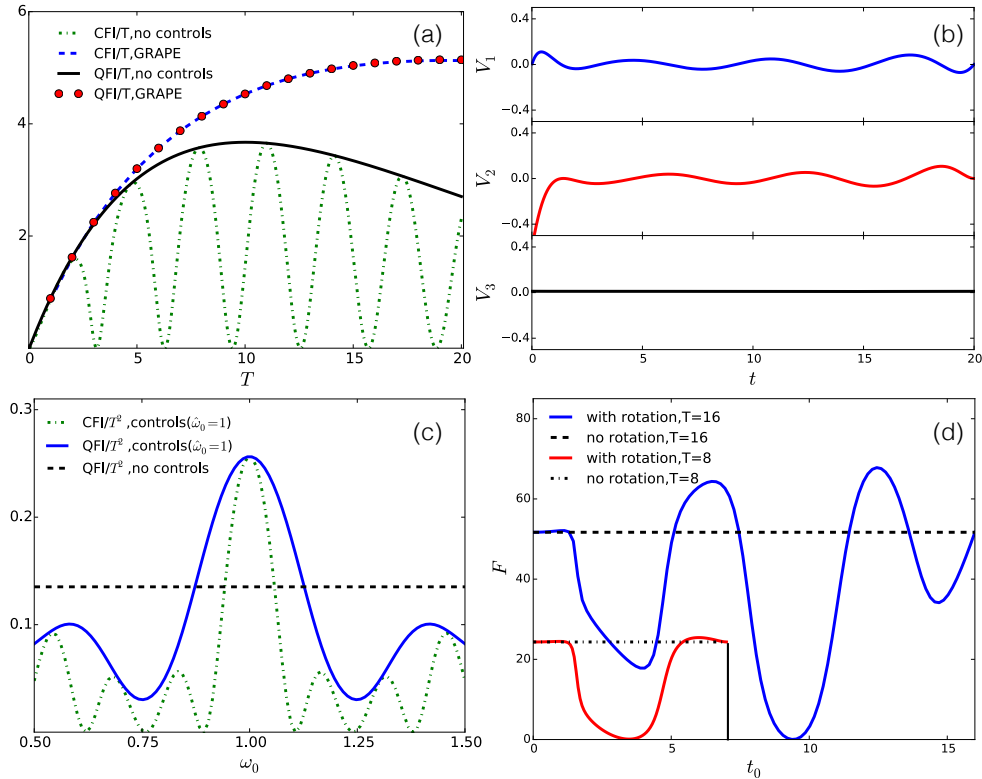 6
(a)
CFI/T,no controls
CFI/T,GRAPE
QFI/T,no controls
QFI/T,GRAPE
4
2
0 5 10 15 20
T
(b)
0.4
V₁ 0.0
−0.4
0.4
V₂ 0.0
−0.4
0.4
V₃ 0.0
−0.4
0 5 10 15 20
t
0.3
(c)
CFI/T² ,controls(ω̂₀=1)
QFI/T² ,controls(ω̂₀=1)
QFI/T² ,no controls
0.2
0.1
0.50 0.75 1.00 1.25 1.50
ω₀
80
(d)
with rotation,T=16
no rotation,T=16
with rotation,T=8
no rotation,T=8
60
F
40
20
0
0 5 10 15
t₀